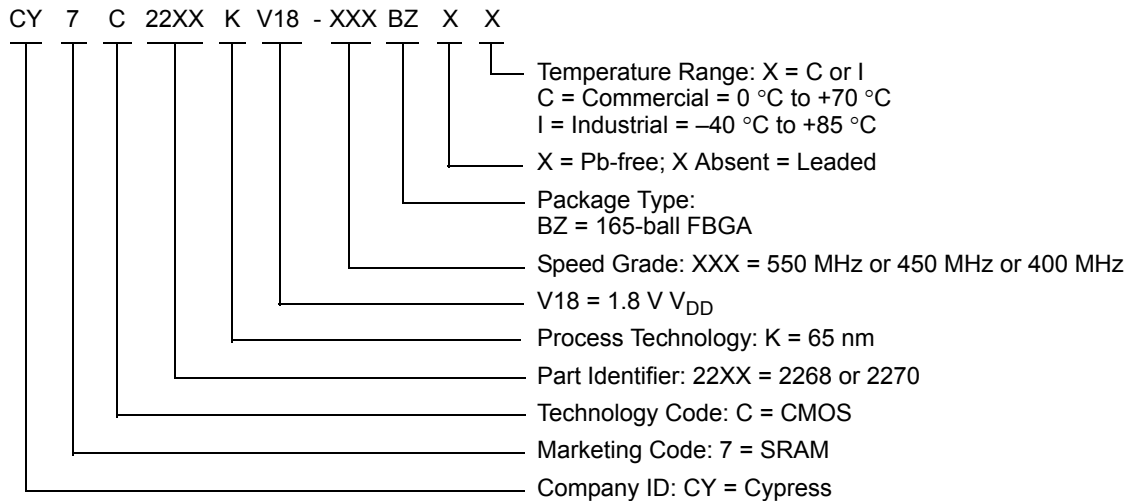 CY 7 C 22XX K V18 - XXX BZ X X
Temperature Range: X = C or I
C = Commercial = 0 °C to +70 °C
I = Industrial = –40 °C to +85 °C
X = Pb-free; X Absent = Leaded
Package Type:
BZ = 165-ball FBGA
Speed Grade: XXX = 550 MHz or 450 MHz or 400 MHz
V18 = 1.8 V VDD
Process Technology: K = 65 nm
Part Identifier: 22XX = 2268 or 2270
Technology Code: C = CMOS
Marketing Code: 7 = SRAM
Company ID: CY = Cypress